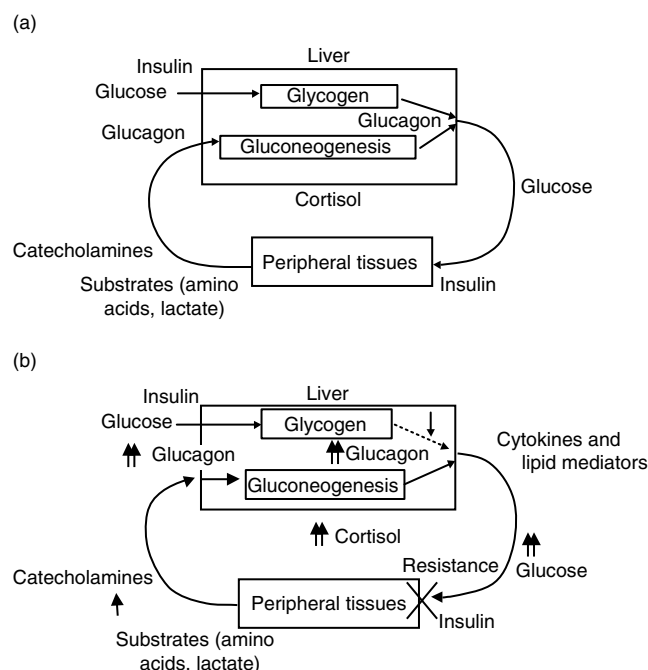 (a)
Liver
Insulin
Glucose
Glycogen
Glucagon
Glucagon
Gluconeogenesis
Cortisol
Glucose
Catecholamines
Peripheral tissues
Substrates (amino
acids, lactate)
Insulin
(b)
Liver
Insulin
Glucose
Glycogen
Cytokines and
lipid mediators
Glucagon
Glucagon
Gluconeogenesis
Cortisol
Resistance
Glucose
Catecholamines
Peripheral tissues
Insulin
Substrates (amino
acids, lactate)